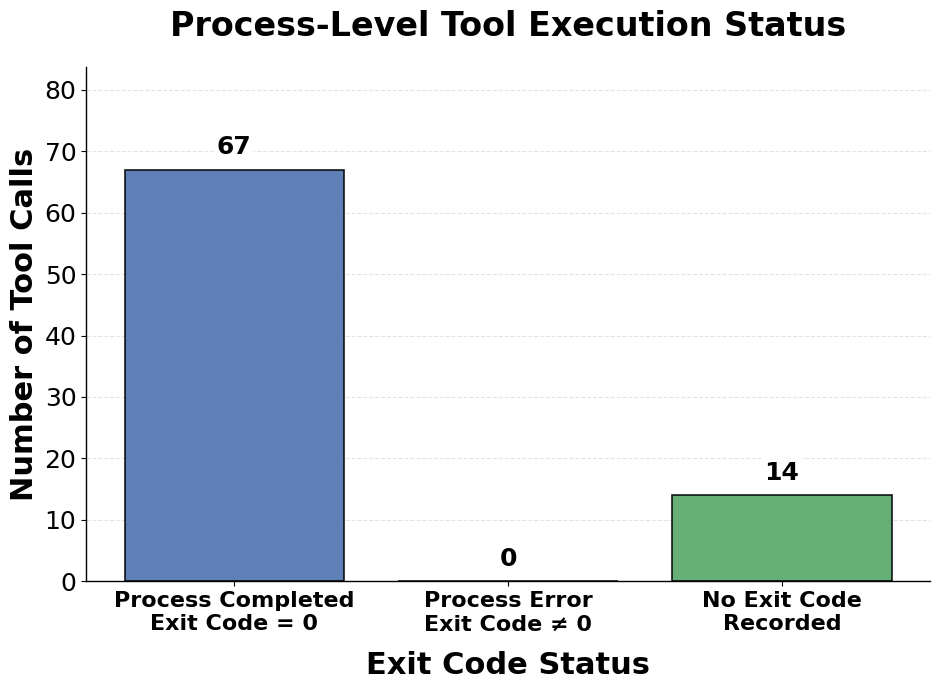 Process-Level Tool Execution Status
Number of Tool Calls
80
70
60
50
40
30
20
10
0
67
0
14
Process Completed
Exit Code = 0
Process Error
Exit Code ≠ 0
No Exit Code
Recorded
Exit Code Status